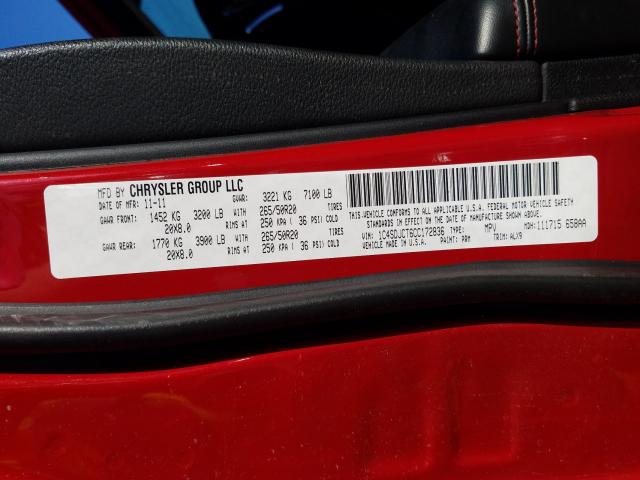 MFD BY CHRYSLER GROUP LLC
DATE OF MFR: 11-11 GVWR: 3221 KG 7100 LB
GAWR FRONT: 1452 KG 3200 LB WITH 265/50R20 TIRES
20X8.0 RIMS AT 250 KPA ( 36 PSI) COLD
GAWR REAR: 1770 KG 3900 LB WITH 265/50R20 TIRES
20X8.0 RIMS AT 250 KPA ( 36 PSI) COLD
THIS VEHICLE CONFORMS TO ALL APPLICABLE U.S.A. FEDERAL MOTOR VEHICLE SAFETY
STANDARDS IN EFFECT ON THE DATE OF MANUFACTURE SHOWN ABOVE.
VIN: 1C4SDJCT6CC172836 TYPE: MPV MDH: 111715 658AA
MADE IN U.S.A. PAINT: PRM TRIM: ALX9